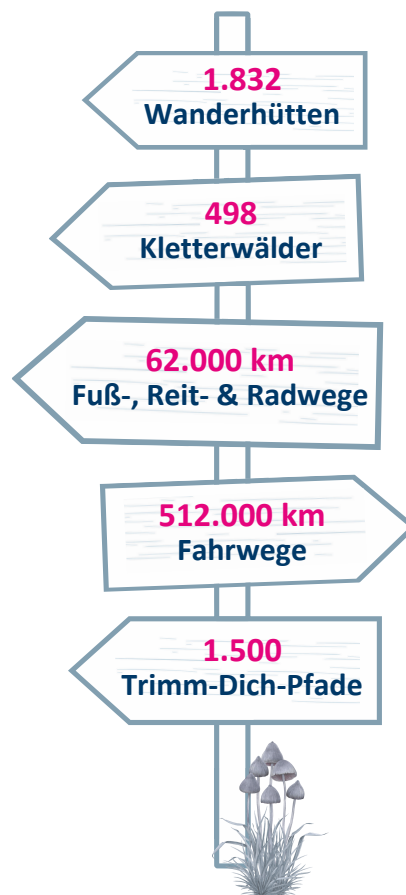 1.832
Wanderhütten
498
Kletterwälder
62.000 km
Fuß-, Reit- & Radwege
512.000 km
Fahrwege
1.500
Trimm-Dich-Pfade